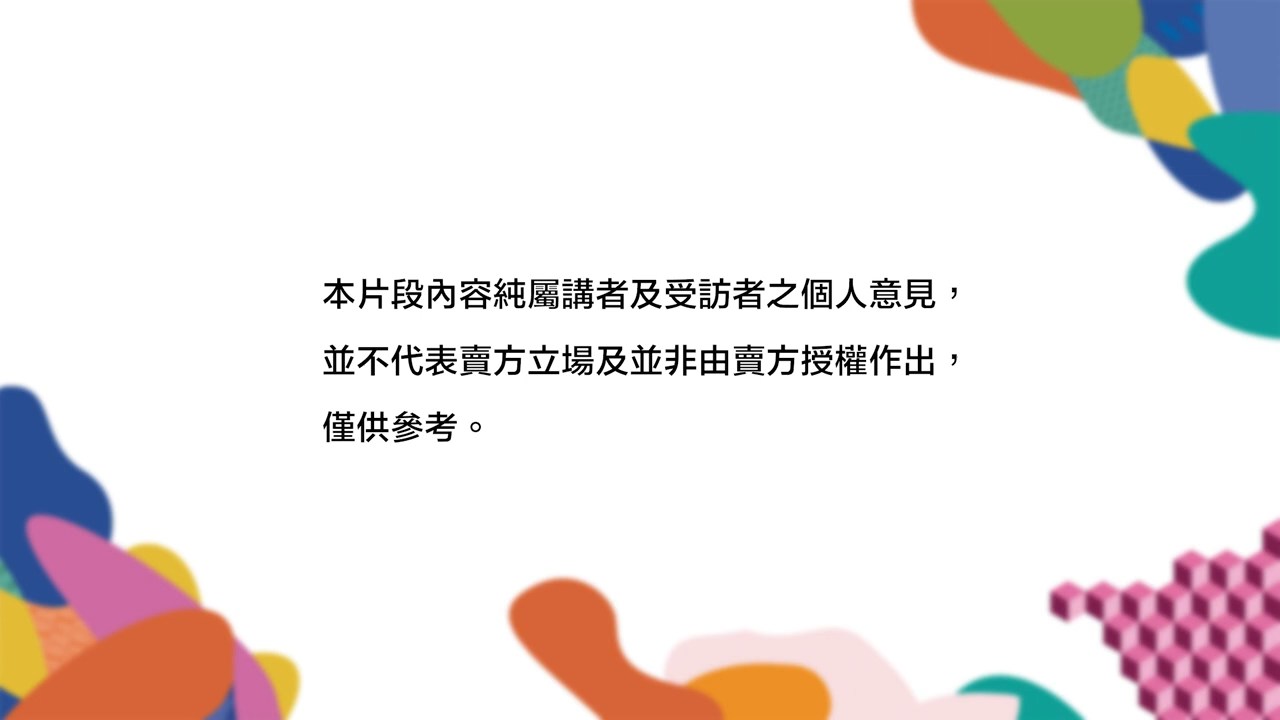 本片段內容純屬講者及受訪者之個人意見，
並不代表賣方立場及並非由賣方授權作出，
僅供參考。